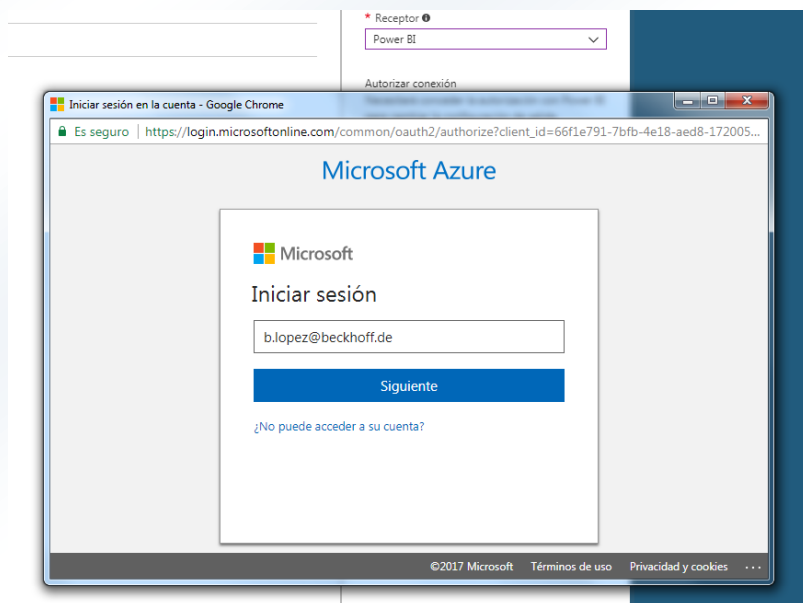 * Receptor
Power BI
Autorizar conexión
Iniciar sesión en la cuenta - Google Chrome
Es seguro | https://login.microsoftonline.com/common/oauth2/authorize?client_id=66f1e791-7bfb-4e18-aed8-172005...
Microsoft Azure
Microsoft
Iniciar sesión
b.lopez@beckhoff.de
Siguiente
¿No puede acceder a su cuenta?
©2017 Microsoft Términos de uso Privacidad y cookies ...